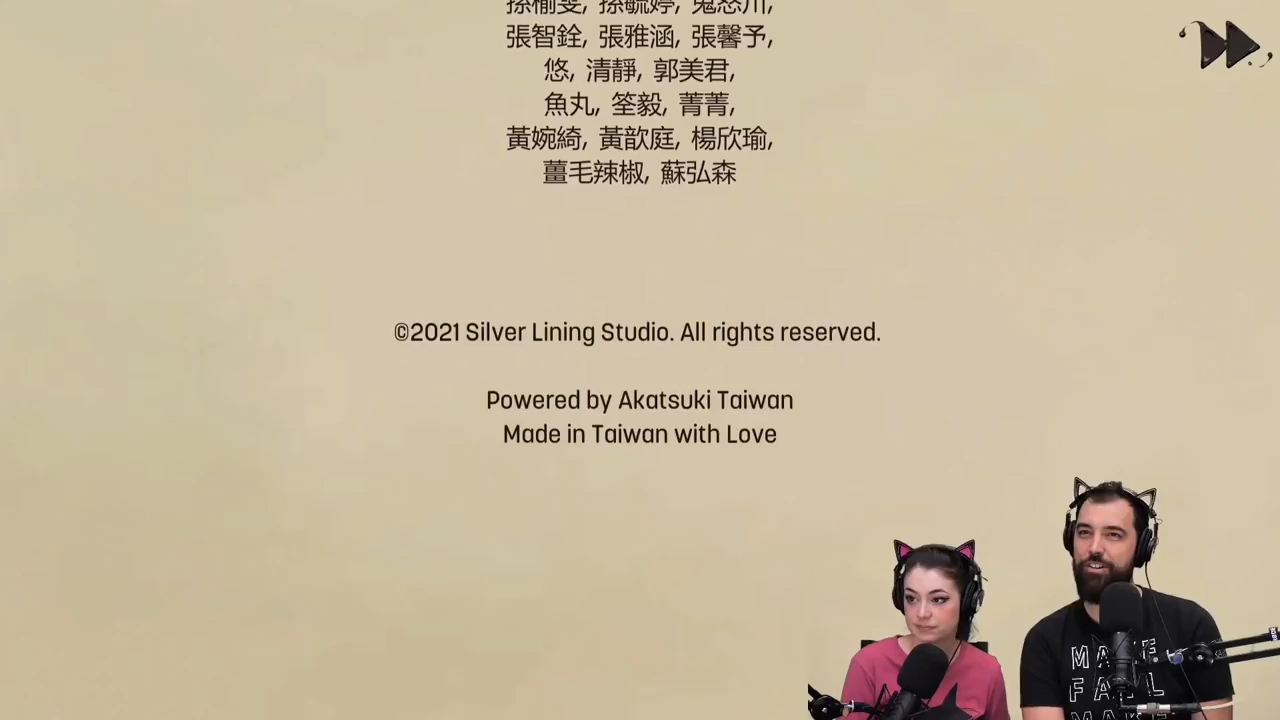 張智銓, 張雅涵, 張馨予,
悠, 清靜, 郭美君,
魚丸, 筌毅, 菁菁,
黃婉綺, 黃歆庭, 楊欣瑜,
薑毛辣椒, 蘇弘森
©2021 Silver Lining Studio. All rights reserved.
Powered by Akatsuki Taiwan
Made in Taiwan with Love
MAKE